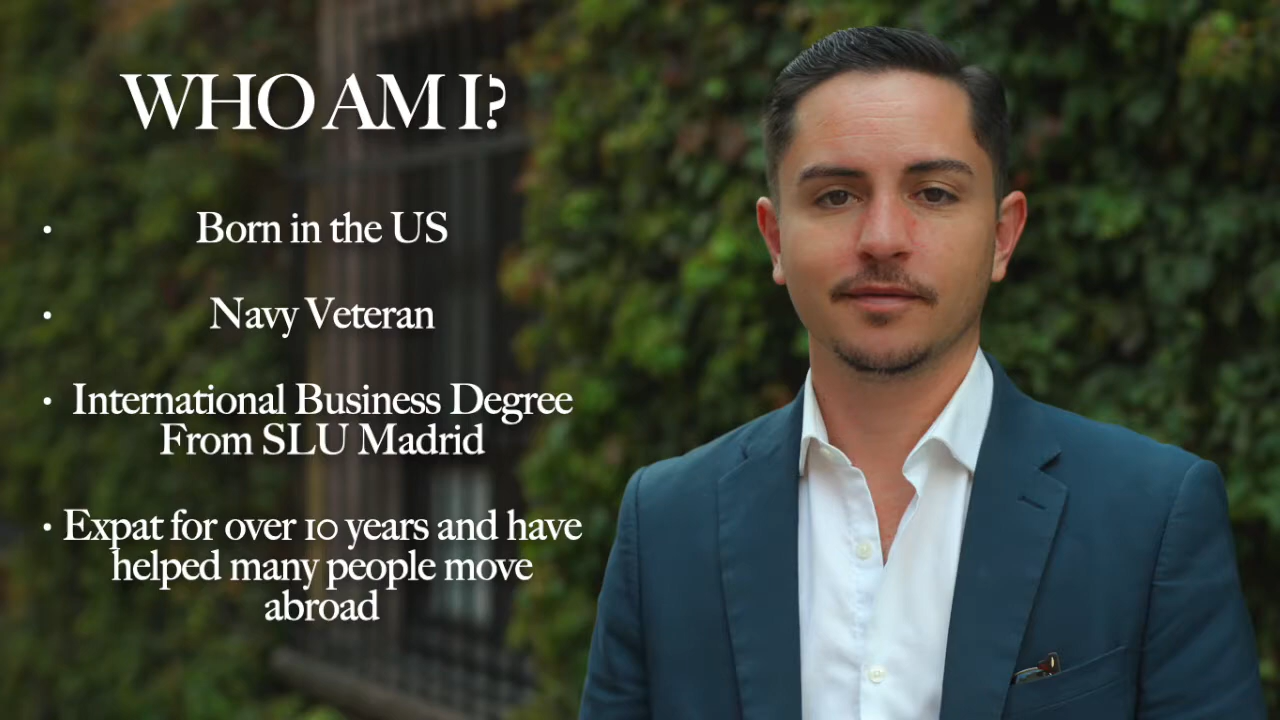 WHO AM I?
• Born in the US
• Navy Veteran
• International Business Degree
From SLU Madrid
• Expat for over 10 years and have
helped many people move
abroad